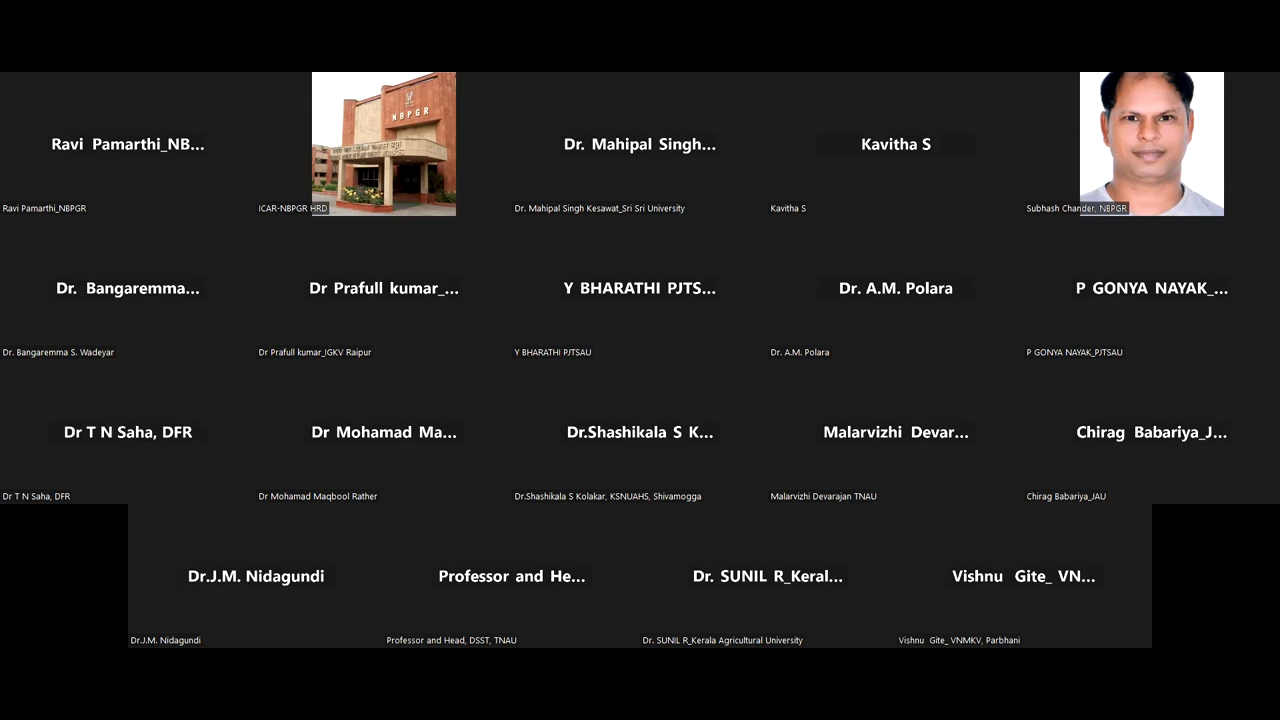 Ravi Pamarthi_NB...
NBPGR
Dr. Mahipal Singh...
Kavitha S
Ravi Pamarthi_NBPGR
ICAR-NBPGR HRD
Dr. Mahipal Singh Kesawat_Sri Sri University
Kavitha S
Subhash Chander, NBPGR
Dr. Bangaremma...
Dr Prafull kumar_...
Y BHARATHI PJTS...
Dr. A.M. Polara
P GONYA NAYAK_...
Dr. Bangaremma S. Wadeyar
Dr Prafull kumar_IGKV Raipur
Y BHARATHI PJTSAU
Dr. A.M. Polara
P GONYA NAYAK_PJTSAU
Dr T N Saha, DFR
Dr Mohamad Ma...
Dr.Shashikala S K...
Malarvizhi Devar...
Chirag Babariya_J...
Dr T N Saha, DFR
Dr Mohamad Maqbool Rather
Dr.Shashikala S Kolakar, KSNUAHS, Shivamogga
Malarvizhi Devarajan TNAU
Chirag Babariya_JAU
Dr.J.M. Nidagundi
Professor and He...
Dr. SUNIL R_Keral...
Vishnu Gite_ VN...
Dr.J.M. Nidagundi
Professor and Head, DSST, TNAU
Dr. SUNIL R_Kerala Agricultural University
Vishnu Gite_ VNMKV, Parbhani